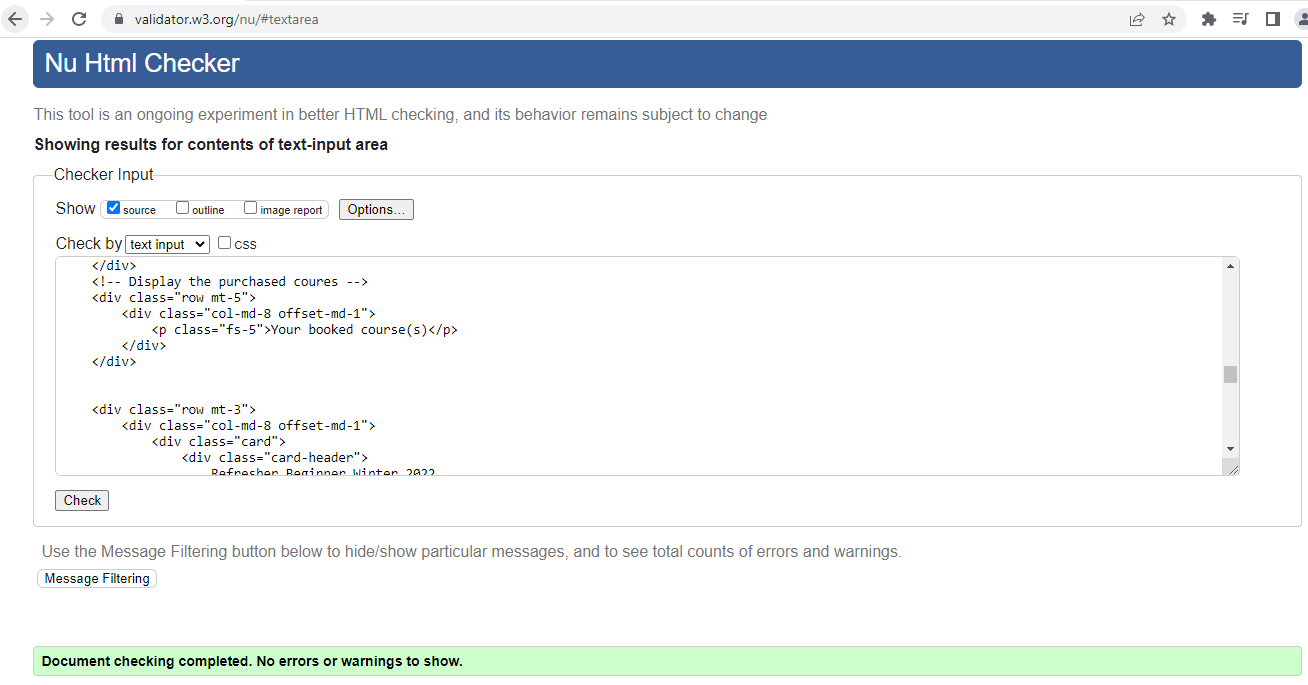 validator.w3.org/nu/#textarea
Nu Html Checker
This tool is an ongoing experiment in better HTML checking, and its behavior remains subject to change
Showing results for contents of text-input area
Checker Input
Show source outline image report Options...
Check by text input css
</div>
<!-- Display the purchased coures -->
<div class="row mt-5">
<div class="col-md-8 offset-md-1">
<p class="fs-5">Your booked course(s)</p>
</div>
</div>
<div class="row mt-3">
<div class="col-md-8 offset-md-1">
<div class="card">
<div class="card-header">
Refresher Beginner Winter 2022
Check
Use the Message Filtering button below to hide/show particular messages, and to see total counts of errors and warnings.
Message Filtering
Document checking completed. No errors or warnings to show.